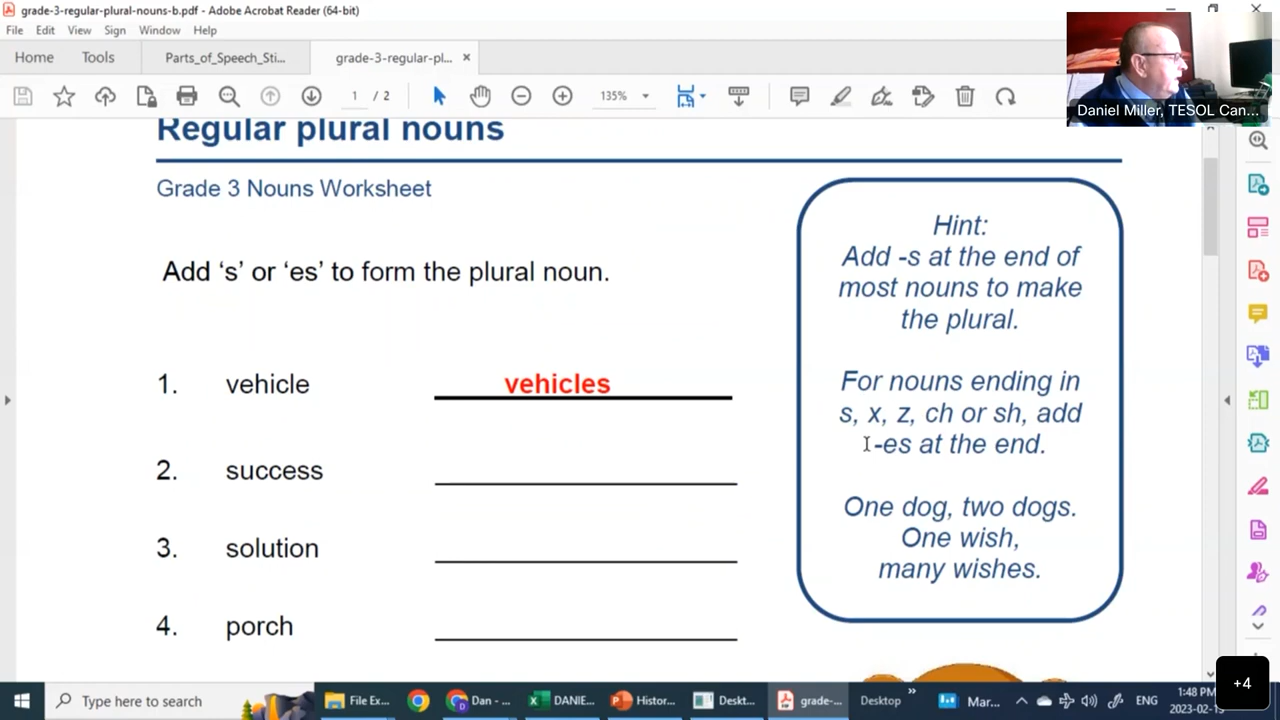 grade-3-regular-plural-nouns-b.pdf - Adobe Acrobat Reader (64-bit)
File Edit View Sign Window Help
Home Tools Parts_of_Speech_Sti... grade-3-regular-pl... ×
1 / 2 135%
Daniel Miller, TESOL Can...
Regular plural nouns
Grade 3 Nouns Worksheet
Add ‘s’ or ‘es’ to form the plural noun.
1. vehicle vehicles
2. success
3. solution
4. porch
Hint:
Add -s at the end of
most nouns to make
the plural.
For nouns ending in
s, x, z, ch or sh, add
-es at the end.
One dog, two dogs.
One wish,
many wishes.
Type here to search File Ex... Dan - ... DANIE... Histor... Deskt... grade-... Desktop » Mar... ENG 1:48 PM
+4